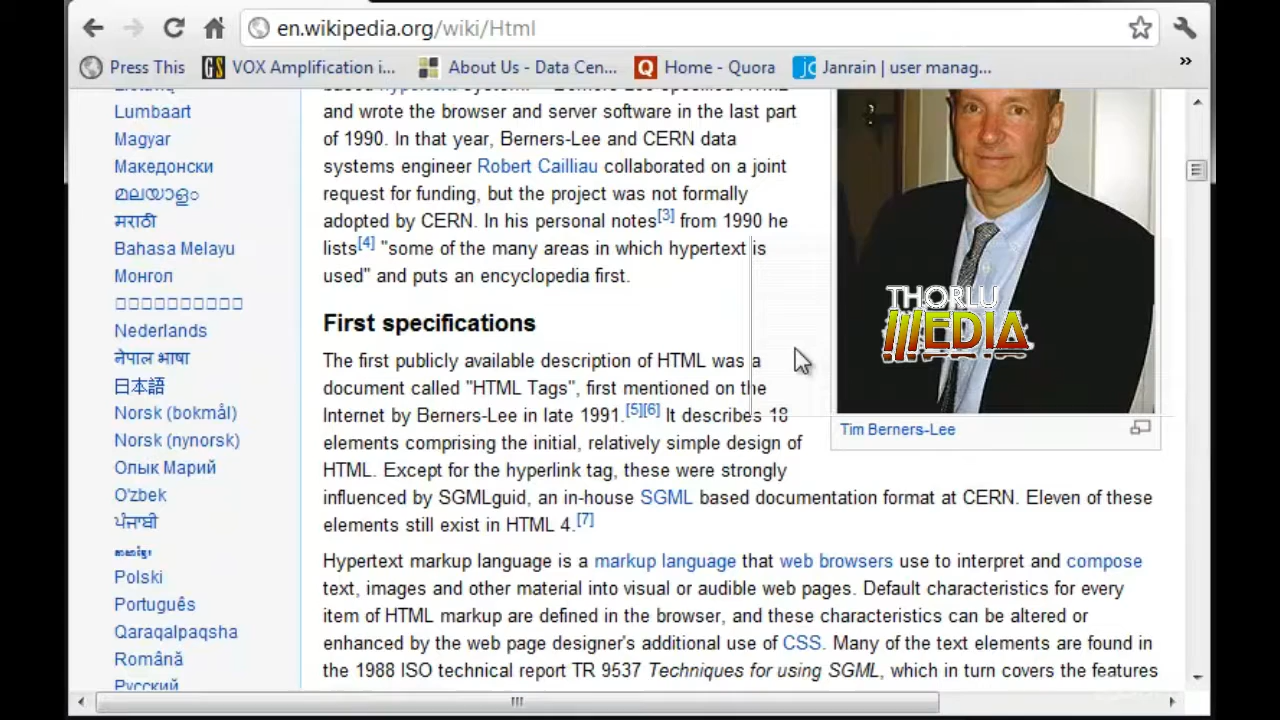 en.wikipedia.org/wiki/Html
Press This VOX Amplification i... About Us - Data Cen... Home - Quora Janrain | user manag... »
Lumbaart
Magyar
Македонски
മലയാളം
मराठी
Bahasa Melayu
Монгол
Nederlands
नेपाल भाषा
日本語
Norsk (bokmål)
Norsk (nynorsk)
Олык Марий
O'zbek
ਪੰਜਾਬੀ
Polski
Português
Qaraqalpaqsha
Română
Русский
and wrote the browser and server software in the last part
of 1990. In that year, Berners-Lee and CERN data
systems engineer Robert Cailliau collaborated on a joint
request for funding, but the project was not formally
adopted by CERN. In his personal notes[3] from 1990 he
lists[4] "some of the many areas in which hypertext is
used" and puts an encyclopedia first.
First specifications
The first publicly available description of HTML was a
document called "HTML Tags", first mentioned on the
Internet by Berners-Lee in late 1991.[5][6] It describes 18
elements comprising the initial, relatively simple design of
HTML. Except for the hyperlink tag, these were strongly
influenced by SGMLguid, an in-house SGML based documentation format at CERN. Eleven of these
elements still exist in HTML 4.[7]
Hypertext markup language is a markup language that web browsers use to interpret and compose
text, images and other material into visual or audible web pages. Default characteristics for every
item of HTML markup are defined in the browser, and these characteristics can be altered or
enhanced by the web page designer's additional use of CSS. Many of the text elements are found in
the 1988 ISO technical report TR 9537 Techniques for using SGML, which in turn covers the features
THORLU
MEDIA
Tim Berners-Lee